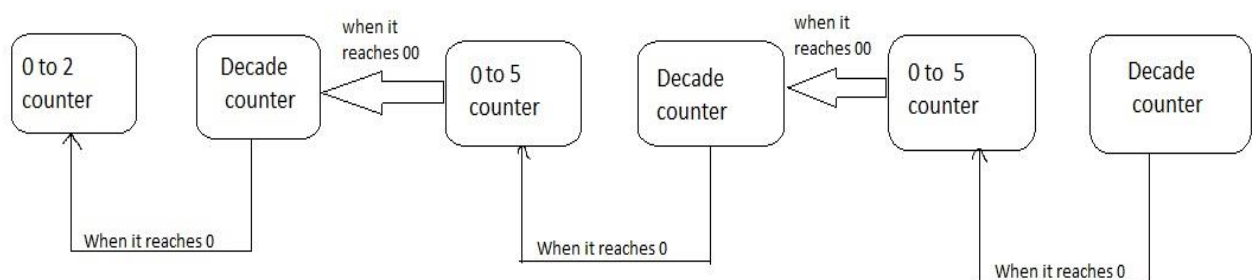 0 to 2
counter
Decade
counter
when it
reaches 00
0 to 5
counter
Decade
counter
when it
reaches 00
0 to 5
counter
Decade
counter
When it reaches 0
When it reaches 0
When it reaches 0